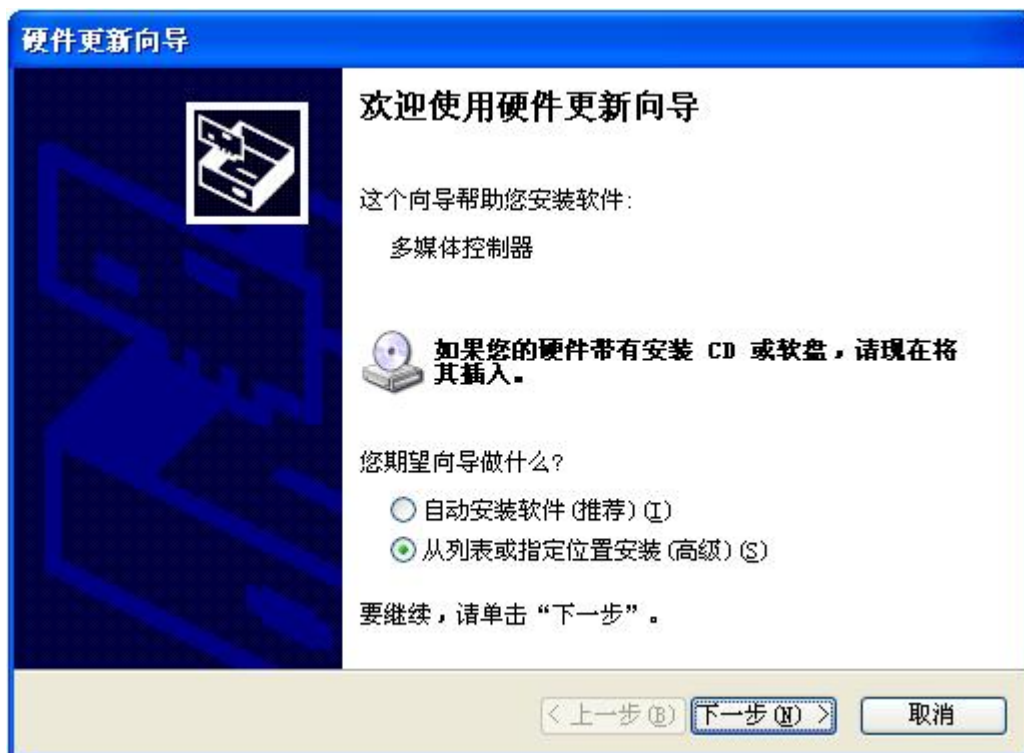 硬件更新向导
欢迎使用硬件更新向导
这个向导帮助您安装软件:
多媒体控制器
如果您的硬件带有安装 CD 或软盘，请现在将
其插入。
您期望向导做什么?
自动安装软件(推荐)(I)
从列表或指定位置安装(高级)(S)
要继续，请单击“下一步”。
< 上一步(B) 下一步(N) > 取消